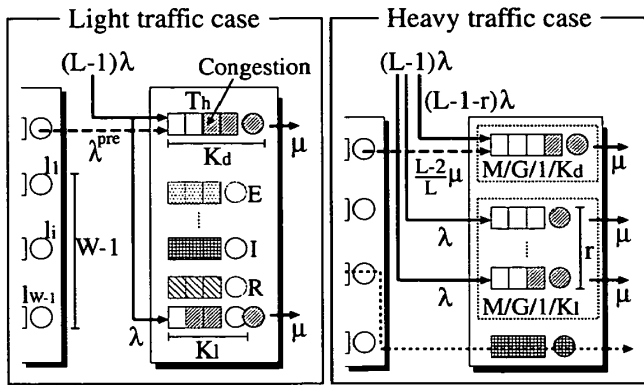 Light traffic case
(L-1)λ
Congestion
Th
λ^pre
Kd
μ
l1
E
li
W-1
I
R
lW-1
λ
Kl
μ
Heavy traffic case
(L-1)λ
(L-1-r)λ
L-2/L μ
M/G/1/Kd
μ
λ
μ
r
λ
M/G/1/Kl
μ